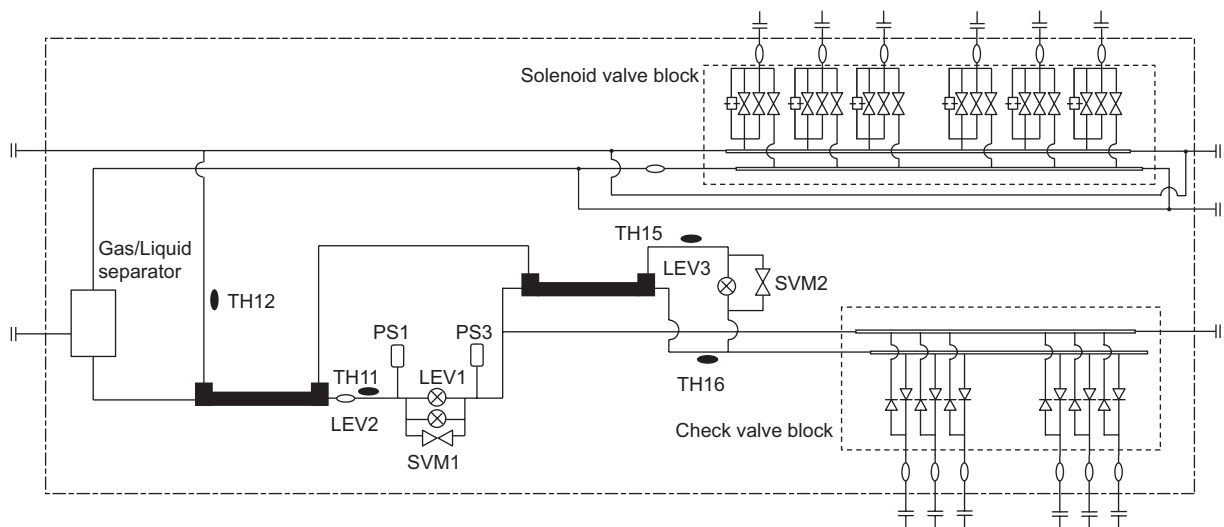 Solenoid valve block
Gas/Liquid
separator
TH15
LEV3
SVM2
TH12
PS1
PS3
TH11
LEV1
TH16
LEV2
SVM1
Check valve block